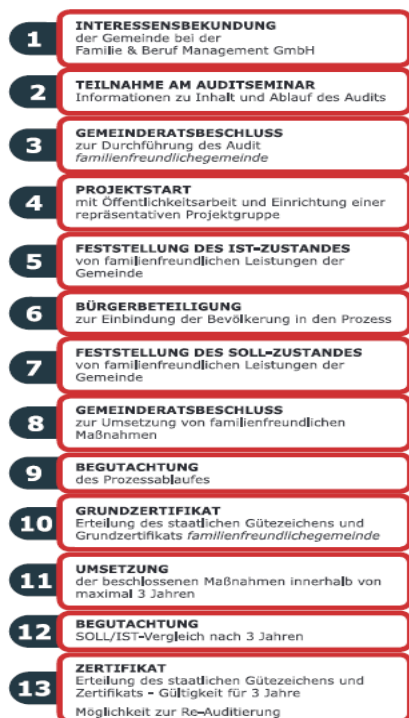 1
INTERESSENSBEKUNDUNG
der Gemeinde bei der
Familie & Beruf Management GmbH
2
TEILNAHME AM AUDITSEMINAR
Informationen zu Inhalt und Ablauf des Audits
3
GEMEINDERATSBESCHLUSS
zur Durchführung des Audit
familienfreundlichegemeinde
4
PROJEKTSTART
mit Öffentlichkeitsarbeit und Einrichtung einer
repräsentativen Projektgruppe
5
FESTSTELLUNG DES IST-ZUSTANDES
von familienfreundlichen Leistungen der
Gemeinde
6
BÜRGERBETEILIGUNG
zur Einbindung der Bevölkerung in den Prozess
7
FESTSTELLUNG DES SOLL-ZUSTANDES
von familienfreundlichen Leistungen der
Gemeinde
8
GEMEINDERATSBESCHLUSS
zur Umsetzung von familienfreundlichen
Maßnahmen
9
BEGUTACHTUNG
des Prozessablaufes
10
GRUNDZERTIFIKAT
Erteilung des staatlichen Gütezeichens und
Grundzertifikats familienfreundlichegemeinde
11
UMSETZUNG
der beschlossenen Maßnahmen innerhalb von
maximal 3 Jahren
12
BEGUTACHTUNG
SOLL/IST-Vergleich nach 3 Jahren
13
ZERTIFIKAT
Erteilung des staatlichen Gütezeichens und
Zertifikats - Gültigkeit für 3 Jahre
Möglichkeit zur Re-Auditierung